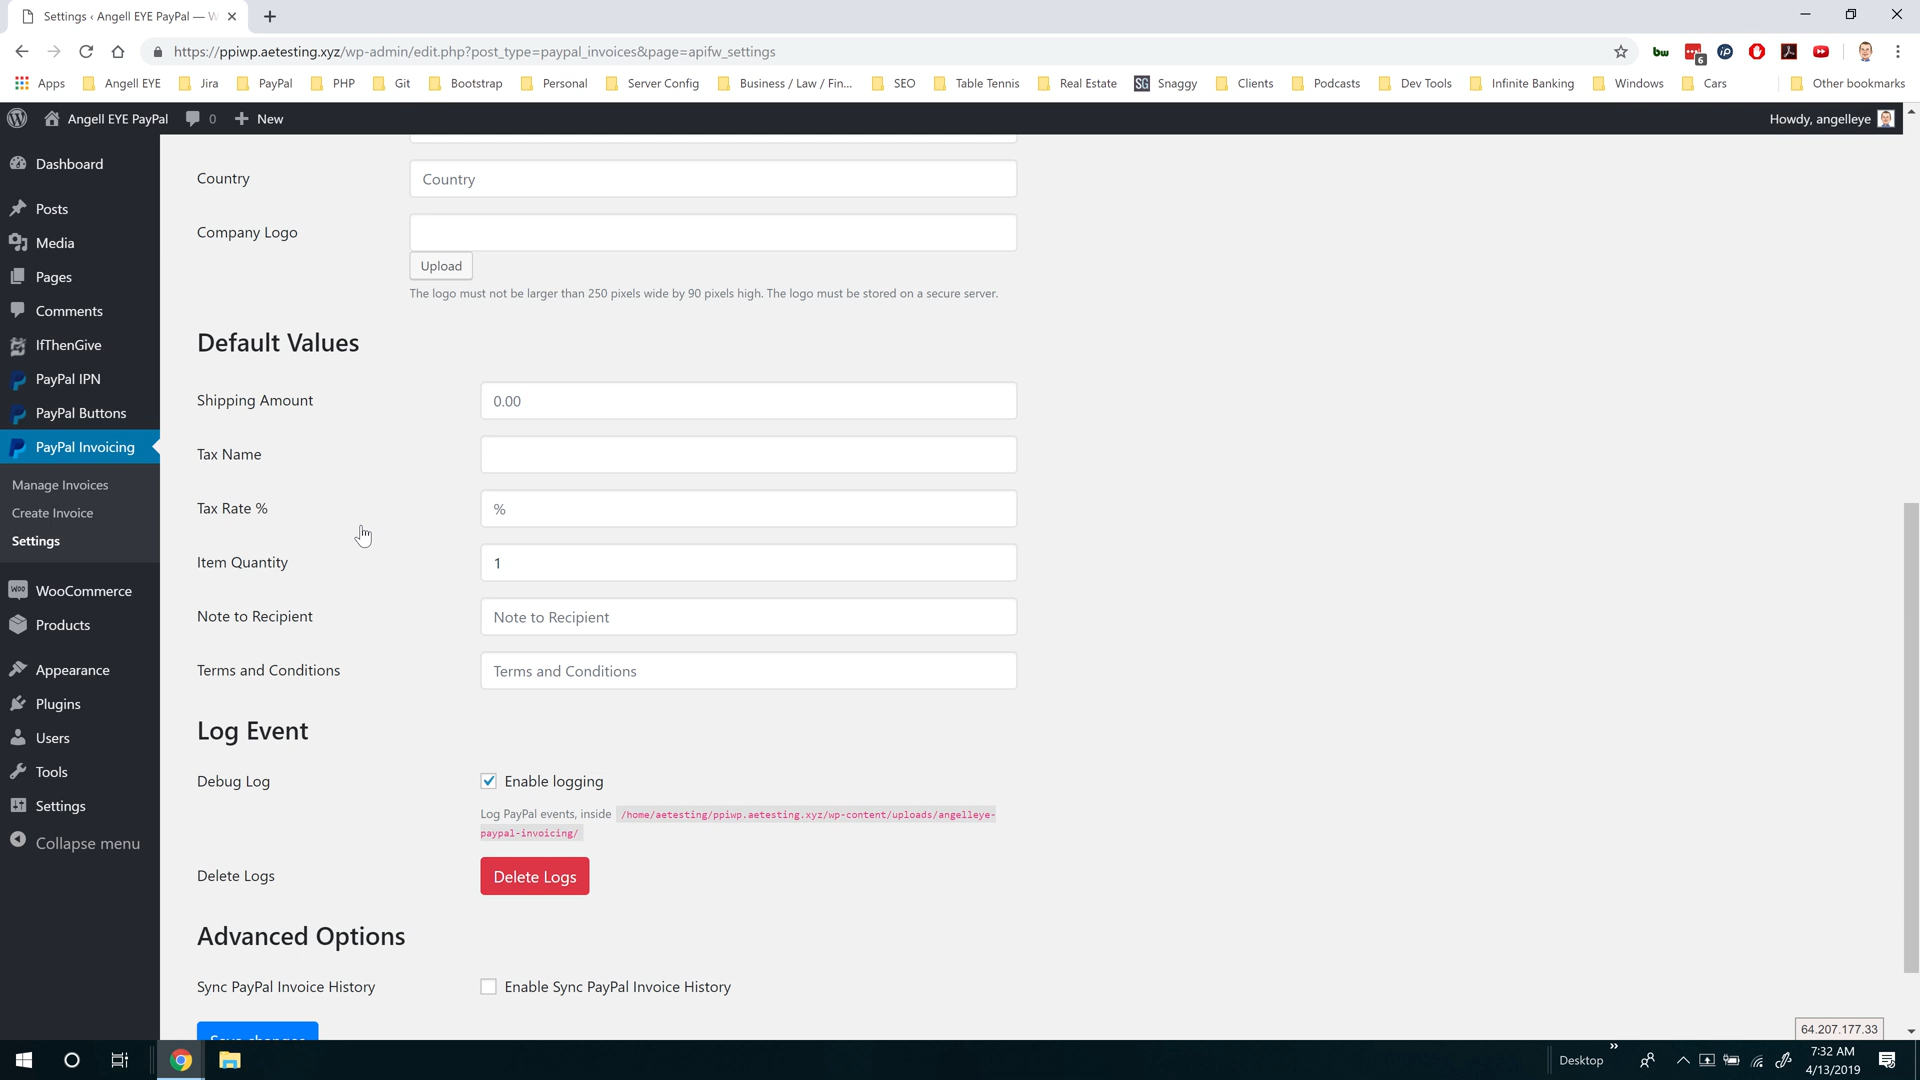 Settings ‹ Angell EYE PayPal — W
https://ppiwp.aetesting.xyz/wp-admin/edit.php?post_type=paypal_invoices&page=apifw_settings
bw 6 iP
Apps Angell EYE Jira PayPal PHP Git Bootstrap Personal Server Config Business / Law / Fin... SEO Table Tennis Real Estate SG Snaggy Clients Podcasts Dev Tools Infinite Banking Windows Cars Other bookmarks
Angell EYE PayPal 0 New Howdy, angelleye
Dashboard
Posts
Media
Pages
Comments
IfThenGive
PayPal IPN
PayPal Buttons
PayPal Invoicing
Manage Invoices
Create Invoice
Settings
Woo WooCommerce
Products
Appearance
Plugins
Users
Tools
Settings
Collapse menu
Country Country
Company Logo
Upload
The logo must not be larger than 250 pixels wide by 90 pixels high. The logo must be stored on a secure server.
Default Values
Shipping Amount 0.00
Tax Name
Tax Rate % %
Item Quantity 1
Note to Recipient Note to Recipient
Terms and Conditions Terms and Conditions
Log Event
Debug Log Enable logging
Log PayPal events, inside /home/aetesting/ppiwp.aetesting.xyz/wp-content/uploads/angelleye-
paypal-invoicing/
Delete Logs Delete Logs
Advanced Options
Sync PayPal Invoice History Enable Sync PayPal Invoice History
Save changes
64.207.177.33
Desktop
7:32 AM
4/13/2019